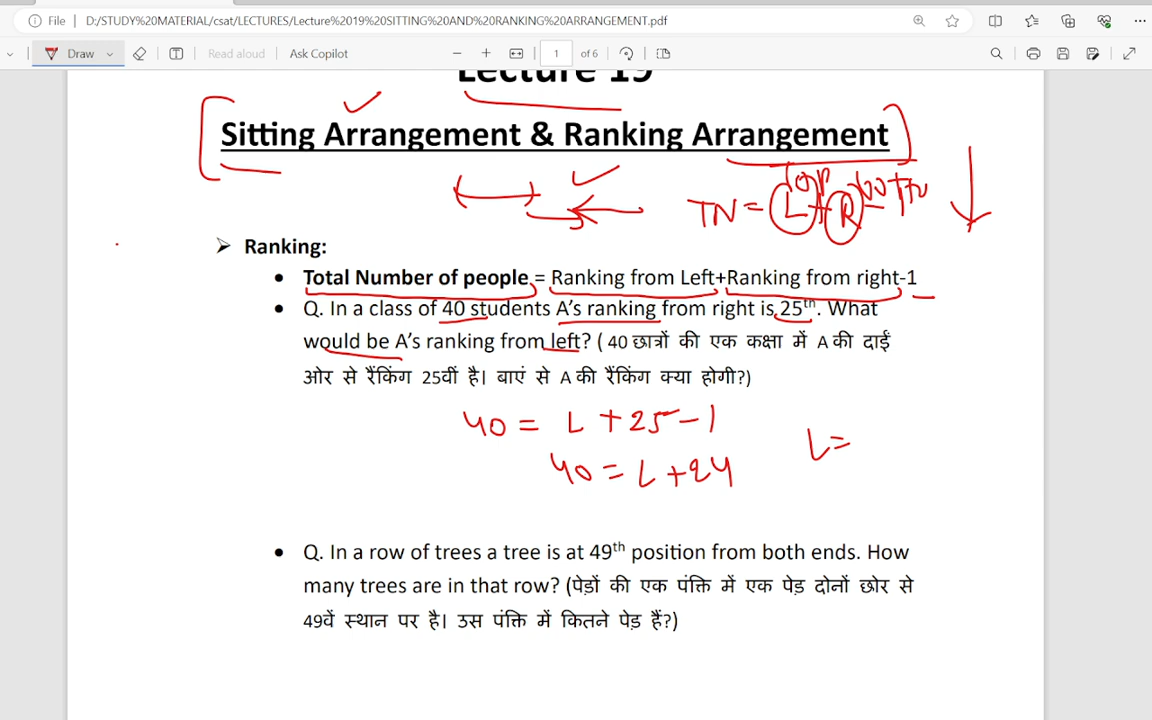 File D:/STUDY%20MATERIAL/csat/LECTURES/Lecture%2019%20SITTING%20AND%20RANKING%20ARRANGEMENT.pdf
Draw Read aloud Ask Copilot 1 of 6
Lecture 19
Sitting Arrangement & Ranking Arrangement
Top
TN = L + R - 1
➢ Ranking:
• Total Number of people = Ranking from Left+Ranking from right-1
• Q. In a class of 40 students A's ranking from right is 25th. What
would be A's ranking from left? ( 40 छात्रों की एक कक्षा में A की दाईं
ओर से रैंकिंग 25वीं है। बाएं से A की रैंकिंग क्या होगी?)
40 = L + 25 - 1
40 = L + 24 L=
• Q. In a row of trees a tree is at 49th position from both ends. How
many trees are in that row? (पेड़ों की एक पंक्ति में एक पेड़ दोनों छोर से
49वें स्थान पर है। उस पंक्ति में कितने पेड़ हैं?)